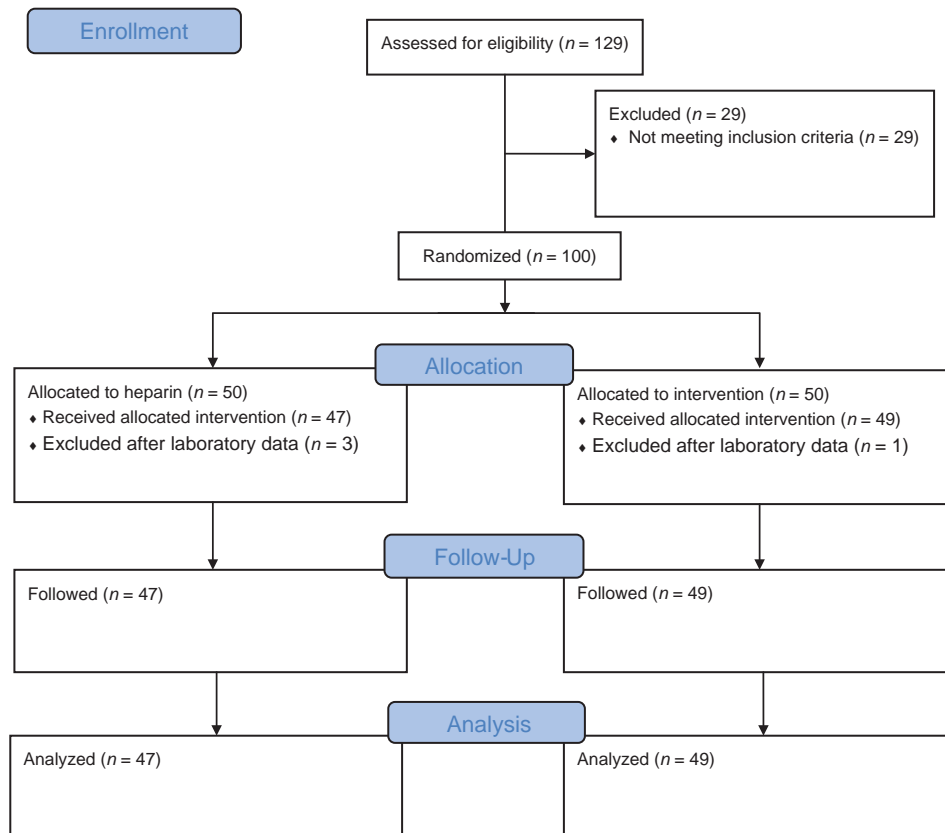 Enrollment
Assessed for eligibility (n = 129)
Excluded (n = 29)
♦ Not meeting inclusion criteria (n = 29)
Randomized (n = 100)
Allocation
Allocated to heparin (n = 50)
♦ Received allocated intervention (n = 47)
♦ Excluded after laboratory data (n = 3)
Allocated to intervention (n = 50)
♦ Received allocated intervention (n = 49)
♦ Excluded after laboratory data (n = 1)
Follow-Up
Followed (n = 47)
Followed (n = 49)
Analysis
Analyzed (n = 47)
Analyzed (n = 49)